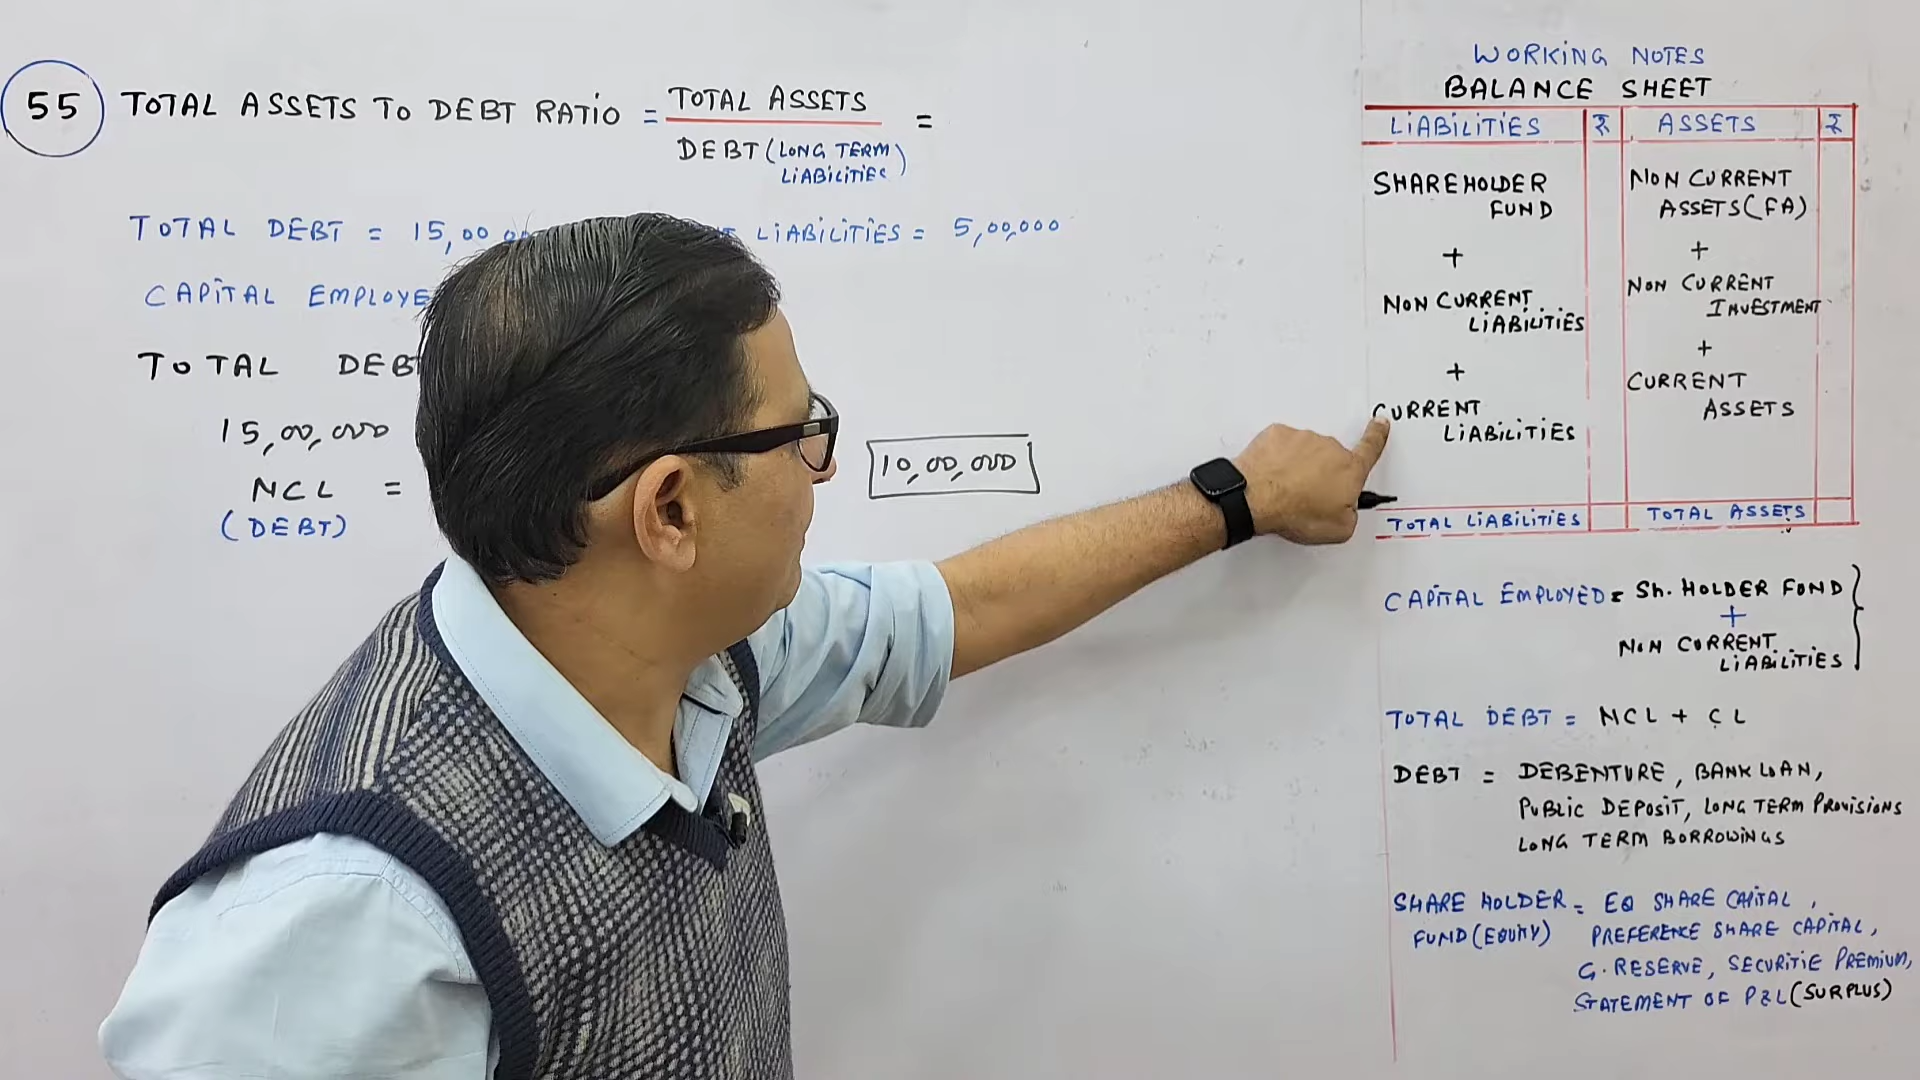 55 TOTAL ASSETS TO DEBT RATIO = TOTAL ASSETS =
DEBT (LONG TERM
LIABILITIES)
TOTAL DEBT = 15,00 LIABILITIES = 5,00,000
CAPITAL EMPLOYE
TOTAL DEBT
15,00,000
NCL = 10,00,000
(DEBT)
WORKING NOTES
BALANCE SHEET
LIABILITIES ₹ ASSETS ₹
SHAREHOLDER
FUND
+
NON CURRENT
LIABILITIES
+
CURRENT
LIABILITIES
TOTAL LIABILITIES
NON CURRENT
ASSETS (FA)
+
NON CURRENT
INVESTMENT
+
CURRENT
ASSETS
TOTAL ASSETS
CAPITAL EMPLOYED = SH. HOLDER FOND
+
NON CURRENT
LIABILITIES
TOTAL DEBT = NCL + CL
DEBT = DEBENTURE, BANK LOAN,
PUBLIC DEPOSIT, LONG TERM PROVISIONS
LONG TERM BORROWINGS
SHARE HOLDER = EQ SHARE CAPITAL,
FUND (EQUITY) PREFERENCE SHARE CAPITAL,
G. RESERVE, SECURITIE PREMIUM,
STATEMENT OF P&L (SURPLUS)